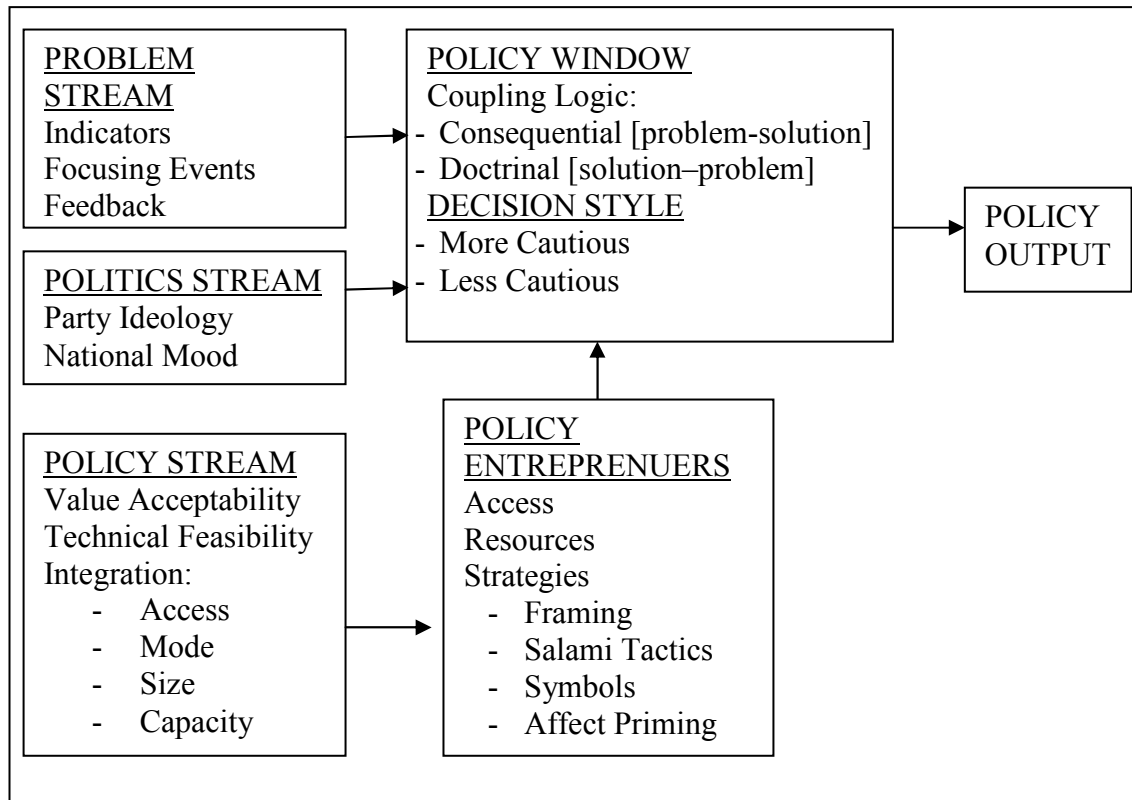 PROBLEM
STREAM
Indicators
Focusing Events
Feedback
POLITICS STREAM
Party Ideology
National Mood
POLICY STREAM
Value Acceptability
Technical Feasibility
Integration:
- Access
- Mode
- Size
- Capacity
POLICY WINDOW
Coupling Logic:
- Consequential [problem-solution]
- Doctrinal [solution–problem]
DECISION STYLE
- More Cautious
- Less Cautious
POLICY
ENTREPRENUERS
Access
Resources
Strategies
- Framing
- Salami Tactics
- Symbols
- Affect Priming
POLICY
OUTPUT